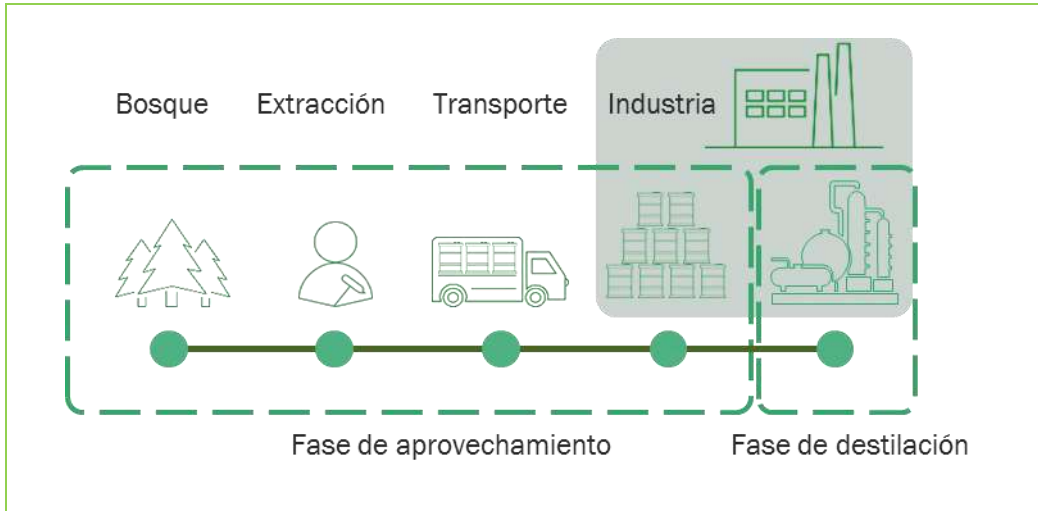 Bosque Extracción Transporte Industria
Fase de aprovechamiento Fase de destilación